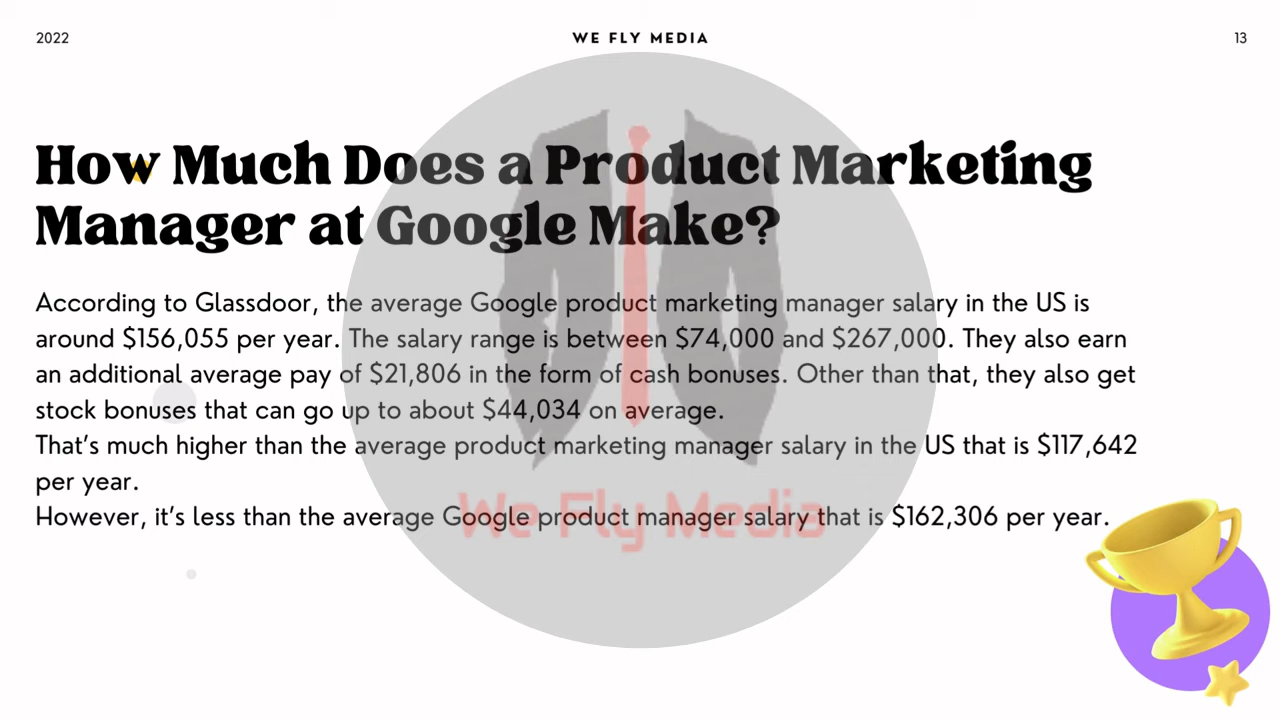 2022
WE FLY MEDIA
13
How Much Does a Product Marketing
Manager at Google Make?
According to Glassdoor, the average Google product marketing manager salary in the US is
around $156,055 per year. The salary range is between $74,000 and $267,000. They also earn
an additional average pay of $21,806 in the form of cash bonuses. Other than that, they also get
stock bonuses that can go up to about $44,034 on average.
That's much higher than the average product marketing manager salary in the US that is $117,642
per year.
However, it's less than the average Google product manager salary that is $162,306 per year.
We Fly Media